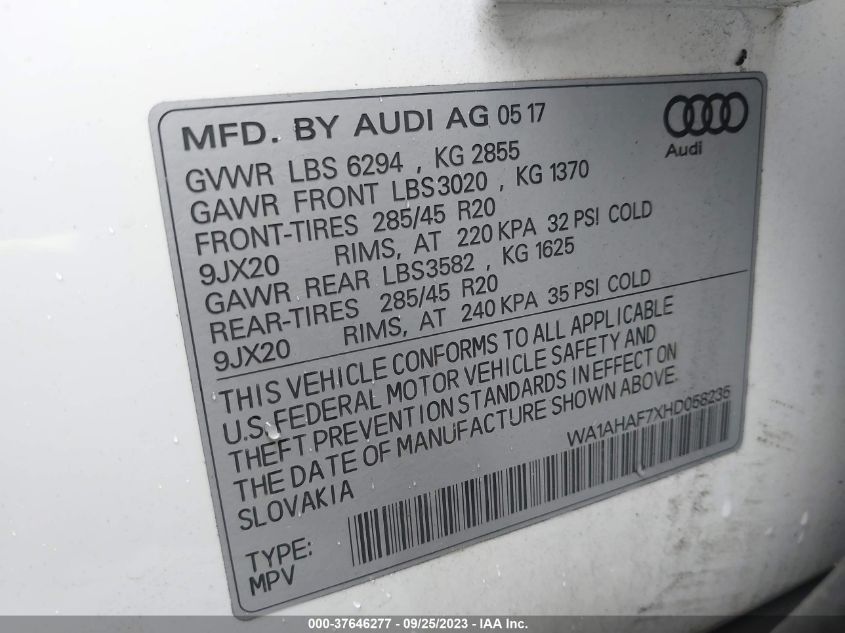 MFD. BY AUDI AG 05 17
Audi
GVWR LBS 6294 , KG 2855
GAWR FRONT LBS3020 , KG 1370
FRONT-TIRES 285/45 R20
9JX20 RIMS, AT 220 KPA 32 PSI COLD
GAWR REAR LBS3582 , KG 1625
REAR-TIRES 285/45 R20
9JX20 RIMS, AT 240 KPA 35 PSI COLD
THIS VEHICLE CONFORMS TO ALL APPLICABLE
U.S. FEDERAL MOTOR VEHICLE SAFETY AND
THEFT PREVENTION STANDARDS IN EFFECT ON
THE DATE OF MANUFACTURE SHOWN ABOVE.
SLOVAKIA
WA1AHAF7XHD058235
TYPE:
MPV
000-37646277 - 09/25/2023 - IAA Inc.